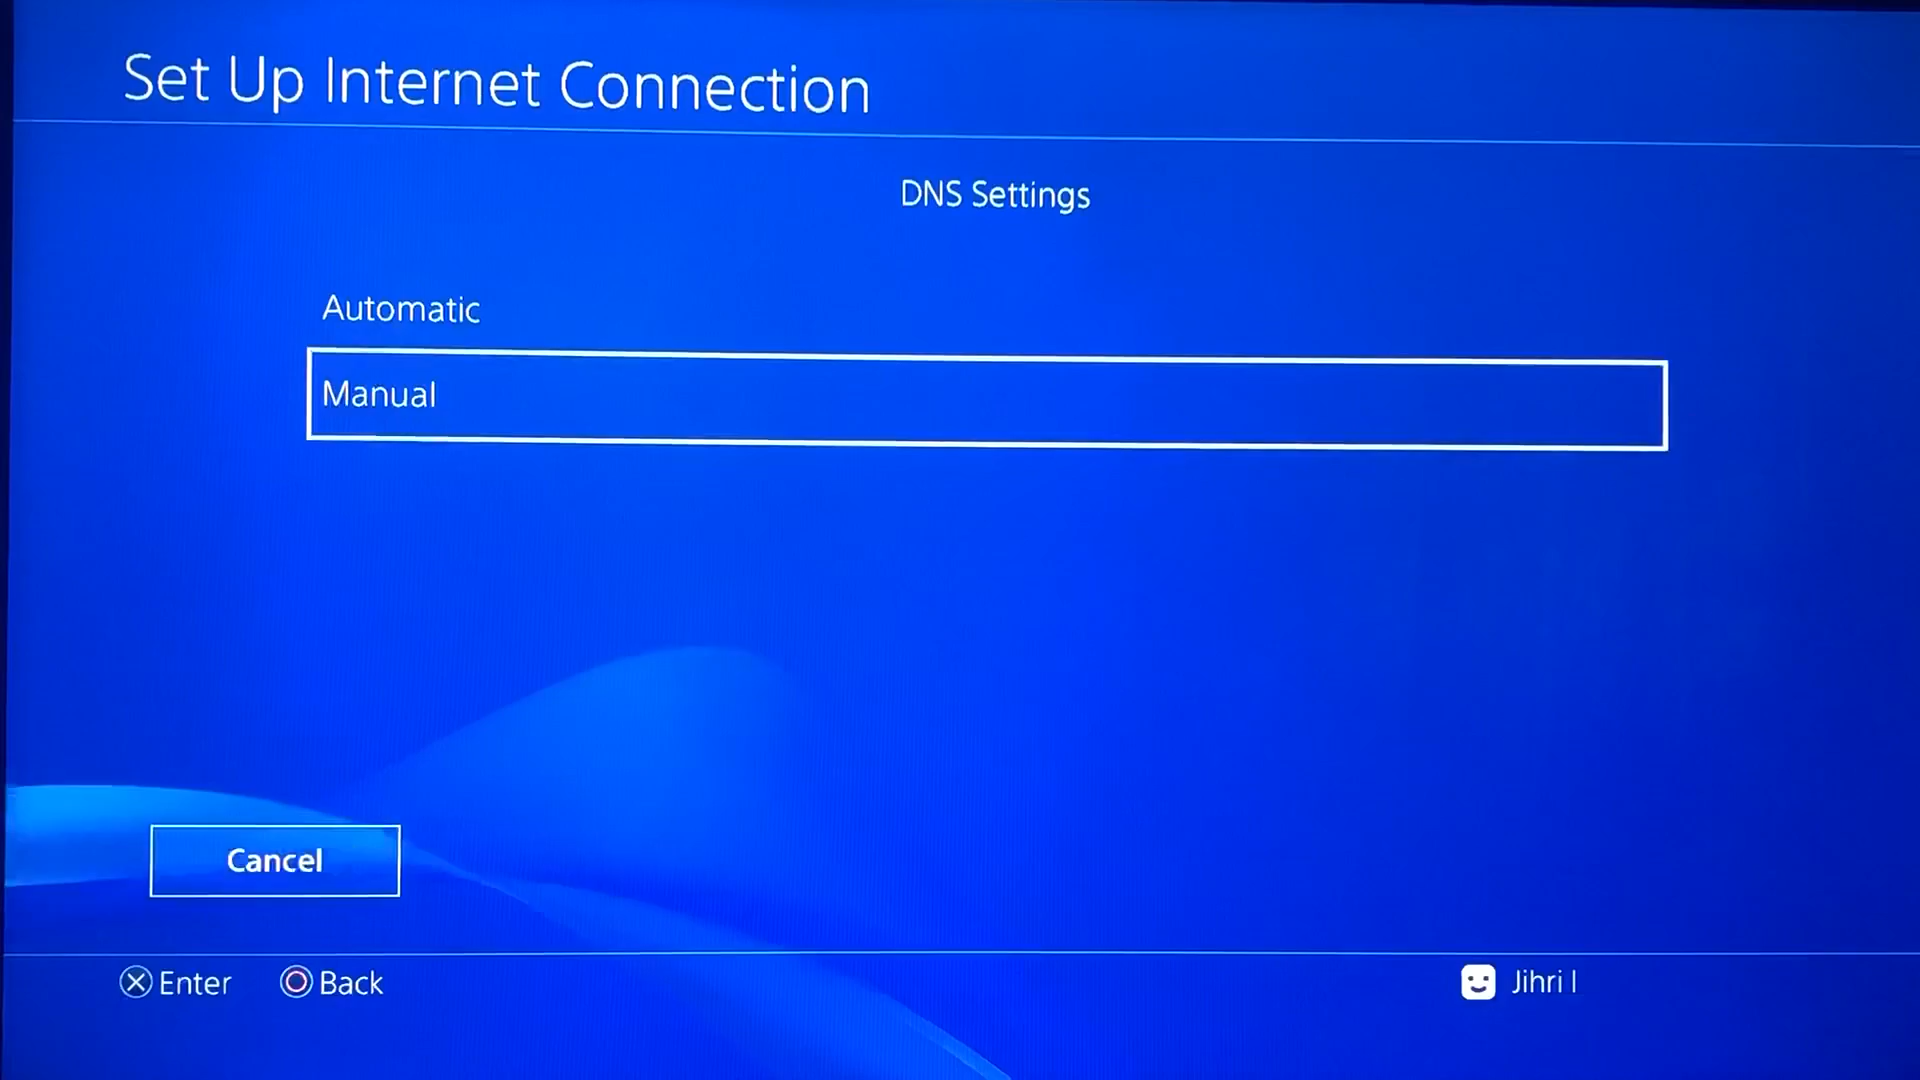 Set Up Internet Connection
DNS Settings
Automatic
Manual
Cancel
Enter
Back
Jihri I